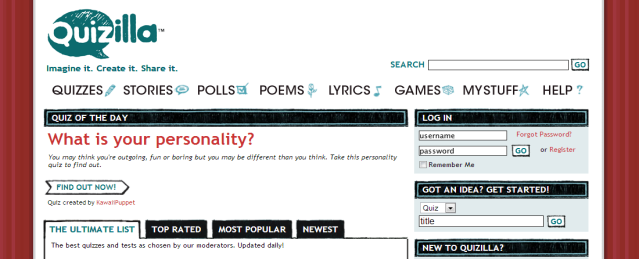 Quizilla™
Imagine it. Create it. Share it.
SEARCH GO
QUIZZES STORIES POLLS POEMS LYRICS GAMES MYSTUFF HELP ?
QUIZ OF THE DAY
What is your personality?
You may think you're outgoing, fun or boring but you may be different than you think. Take this personality
quiz to find out.
FIND OUT NOW!
Quiz created by KawaiiPuppet
THE ULTIMATE LIST TOP RATED MOST POPULAR NEWEST
The best quizzes and tests as chosen by our moderators. Updated daily!
LOG IN
username Forgot Password?
password GO or Register
Remember Me
GOT AN IDEA? GET STARTED!
Quiz
title GO
NEW TO QUIZILLA?